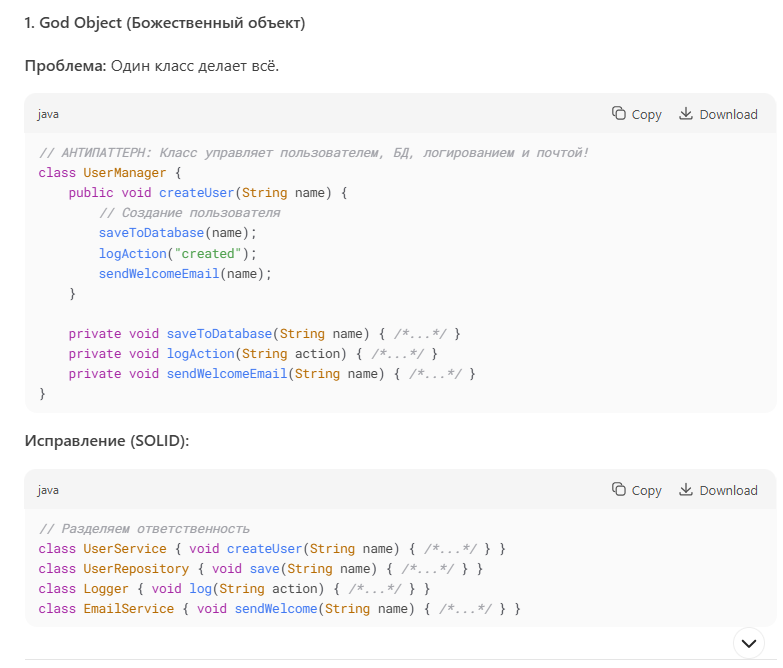 1. God Object (Божественный объект)
Проблема: Один класс делает всё.
java Copy Download
// АНТИПАТТЕРН: Класс управляет пользователем, БД, логированием и почтой!
class UserManager {
    public void createUser(String name) {
        // Создание пользователя
        saveToDatabase(name);
        logAction("created");
        sendWelcomeEmail(name);
    }

    private void saveToDatabase(String name) { /*...*/ }
    private void logAction(String action) { /*...*/ }
    private void sendWelcomeEmail(String name) { /*...*/ }
}
Исправление (SOLID):
java Copy Download
// Разделяем ответственность
class UserService { void createUser(String name) { /*...*/ } }
class UserRepository { void save(String name) { /*...*/ } }
class Logger { void log(String action) { /*...*/ } }
class EmailService { void sendWelcome(String name) { /*...*/ } }